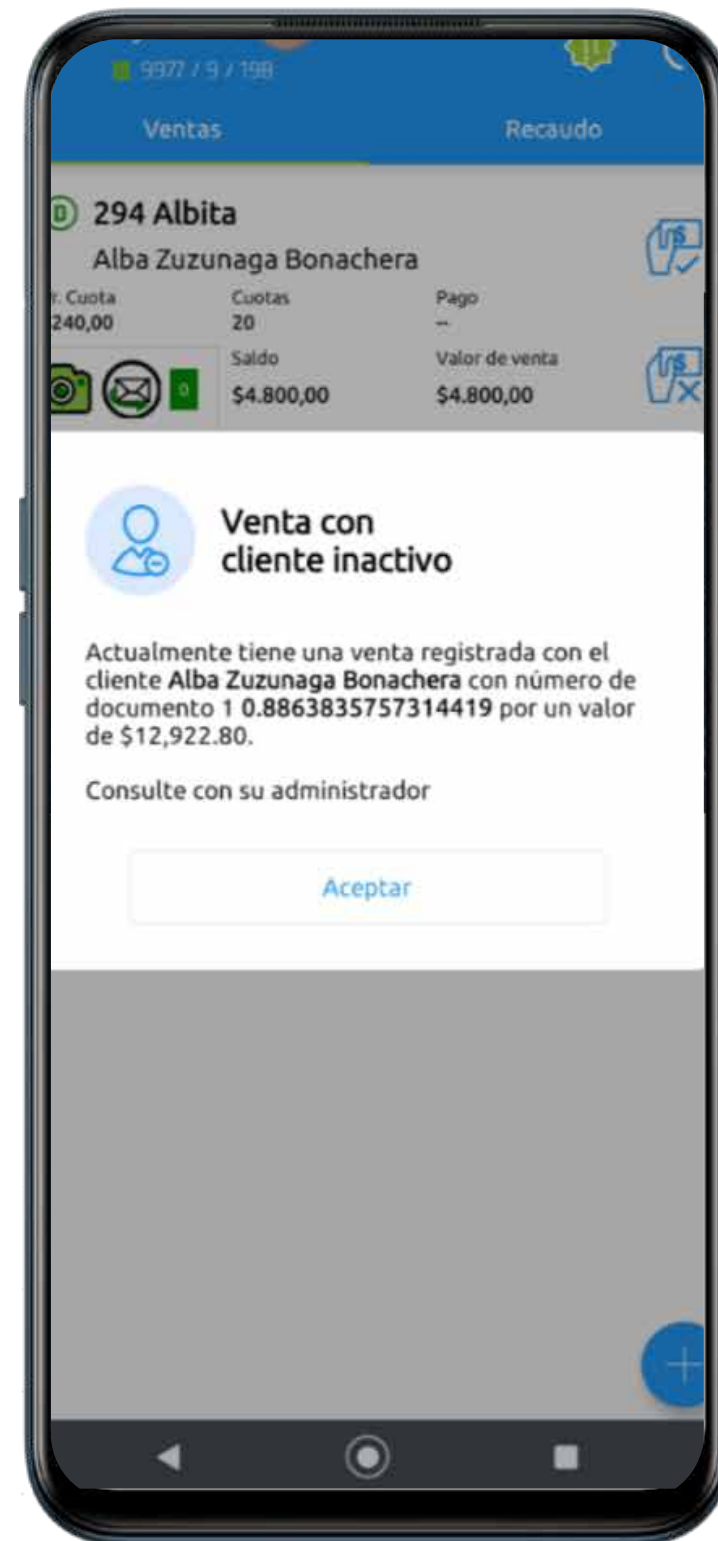 9977 / 9 / 198
Ventas Recaudo
294 Albita
Alba Zuzunaga Bonachera
r. Cuota Cuotas Pago
240,00 20 --
Saldo Valor de venta
0 $4.800,00 $4.800,00
Venta con
cliente inactivo
Actualmente tiene una venta registrada con el
cliente Alba Zuzunaga Bonachera con número de
documento 1 0.8863835757314419 por un valor
de $12,922.80.
Consulte con su administrador
Aceptar